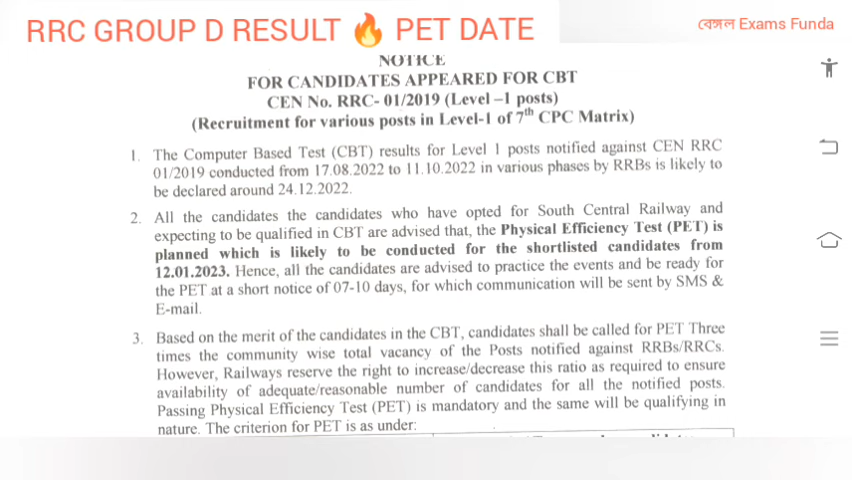 RRC GROUP D RESULT 🔥 PET DATE
বেঙ্গল Exams Funda
NOTICE
FOR CANDIDATES APPEARED FOR CBT
CEN No. RRC- 01/2019 (Level –1 posts)
(Recruitment for various posts in Level-1 of 7th CPC Matrix)
1. The Computer Based Test (CBT) results for Level 1 posts notified against CEN RRC
01/2019 conducted from 17.08.2022 to 11.10.2022 in various phases by RRBs is likely to
be declared around 24.12.2022.
2. All the candidates the candidates who have opted for South Central Railway and
expecting to be qualified in CBT are advised that, the Physical Efficiency Test (PET) is
planned which is likely to be conducted for the shortlisted candidates from
12.01.2023. Hence, all the candidates are advised to practice the events and be ready for
the PET at a short notice of 07-10 days, for which communication will be sent by SMS &
E-mail.
3. Based on the merit of the candidates in the CBT, candidates shall be called for PET Three
times the community wise total vacancy of the Posts notified against RRBs/RRCs.
However, Railways reserve the right to increase/decrease this ratio as required to ensure
availability of adequate/reasonable number of candidates for all the notified posts.
Passing Physical Efficiency Test (PET) is mandatory and the same will be qualifying in
nature. The criterion for PET is as under: